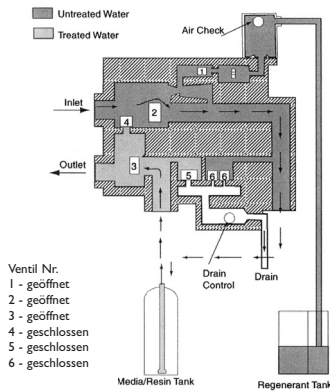 Untreated Water
Treated Water
Air Check
1
Inlet
2
4
Outlet
3
5
6 6
Ventil Nr.
1 - geöffnet
2 - geöffnet
3 - geöffnet
4 - geschlossen
5 - geschlossen
6 - geschlossen
Drain
Control
Drain
Media/Resin Tank
Regenerant Tank